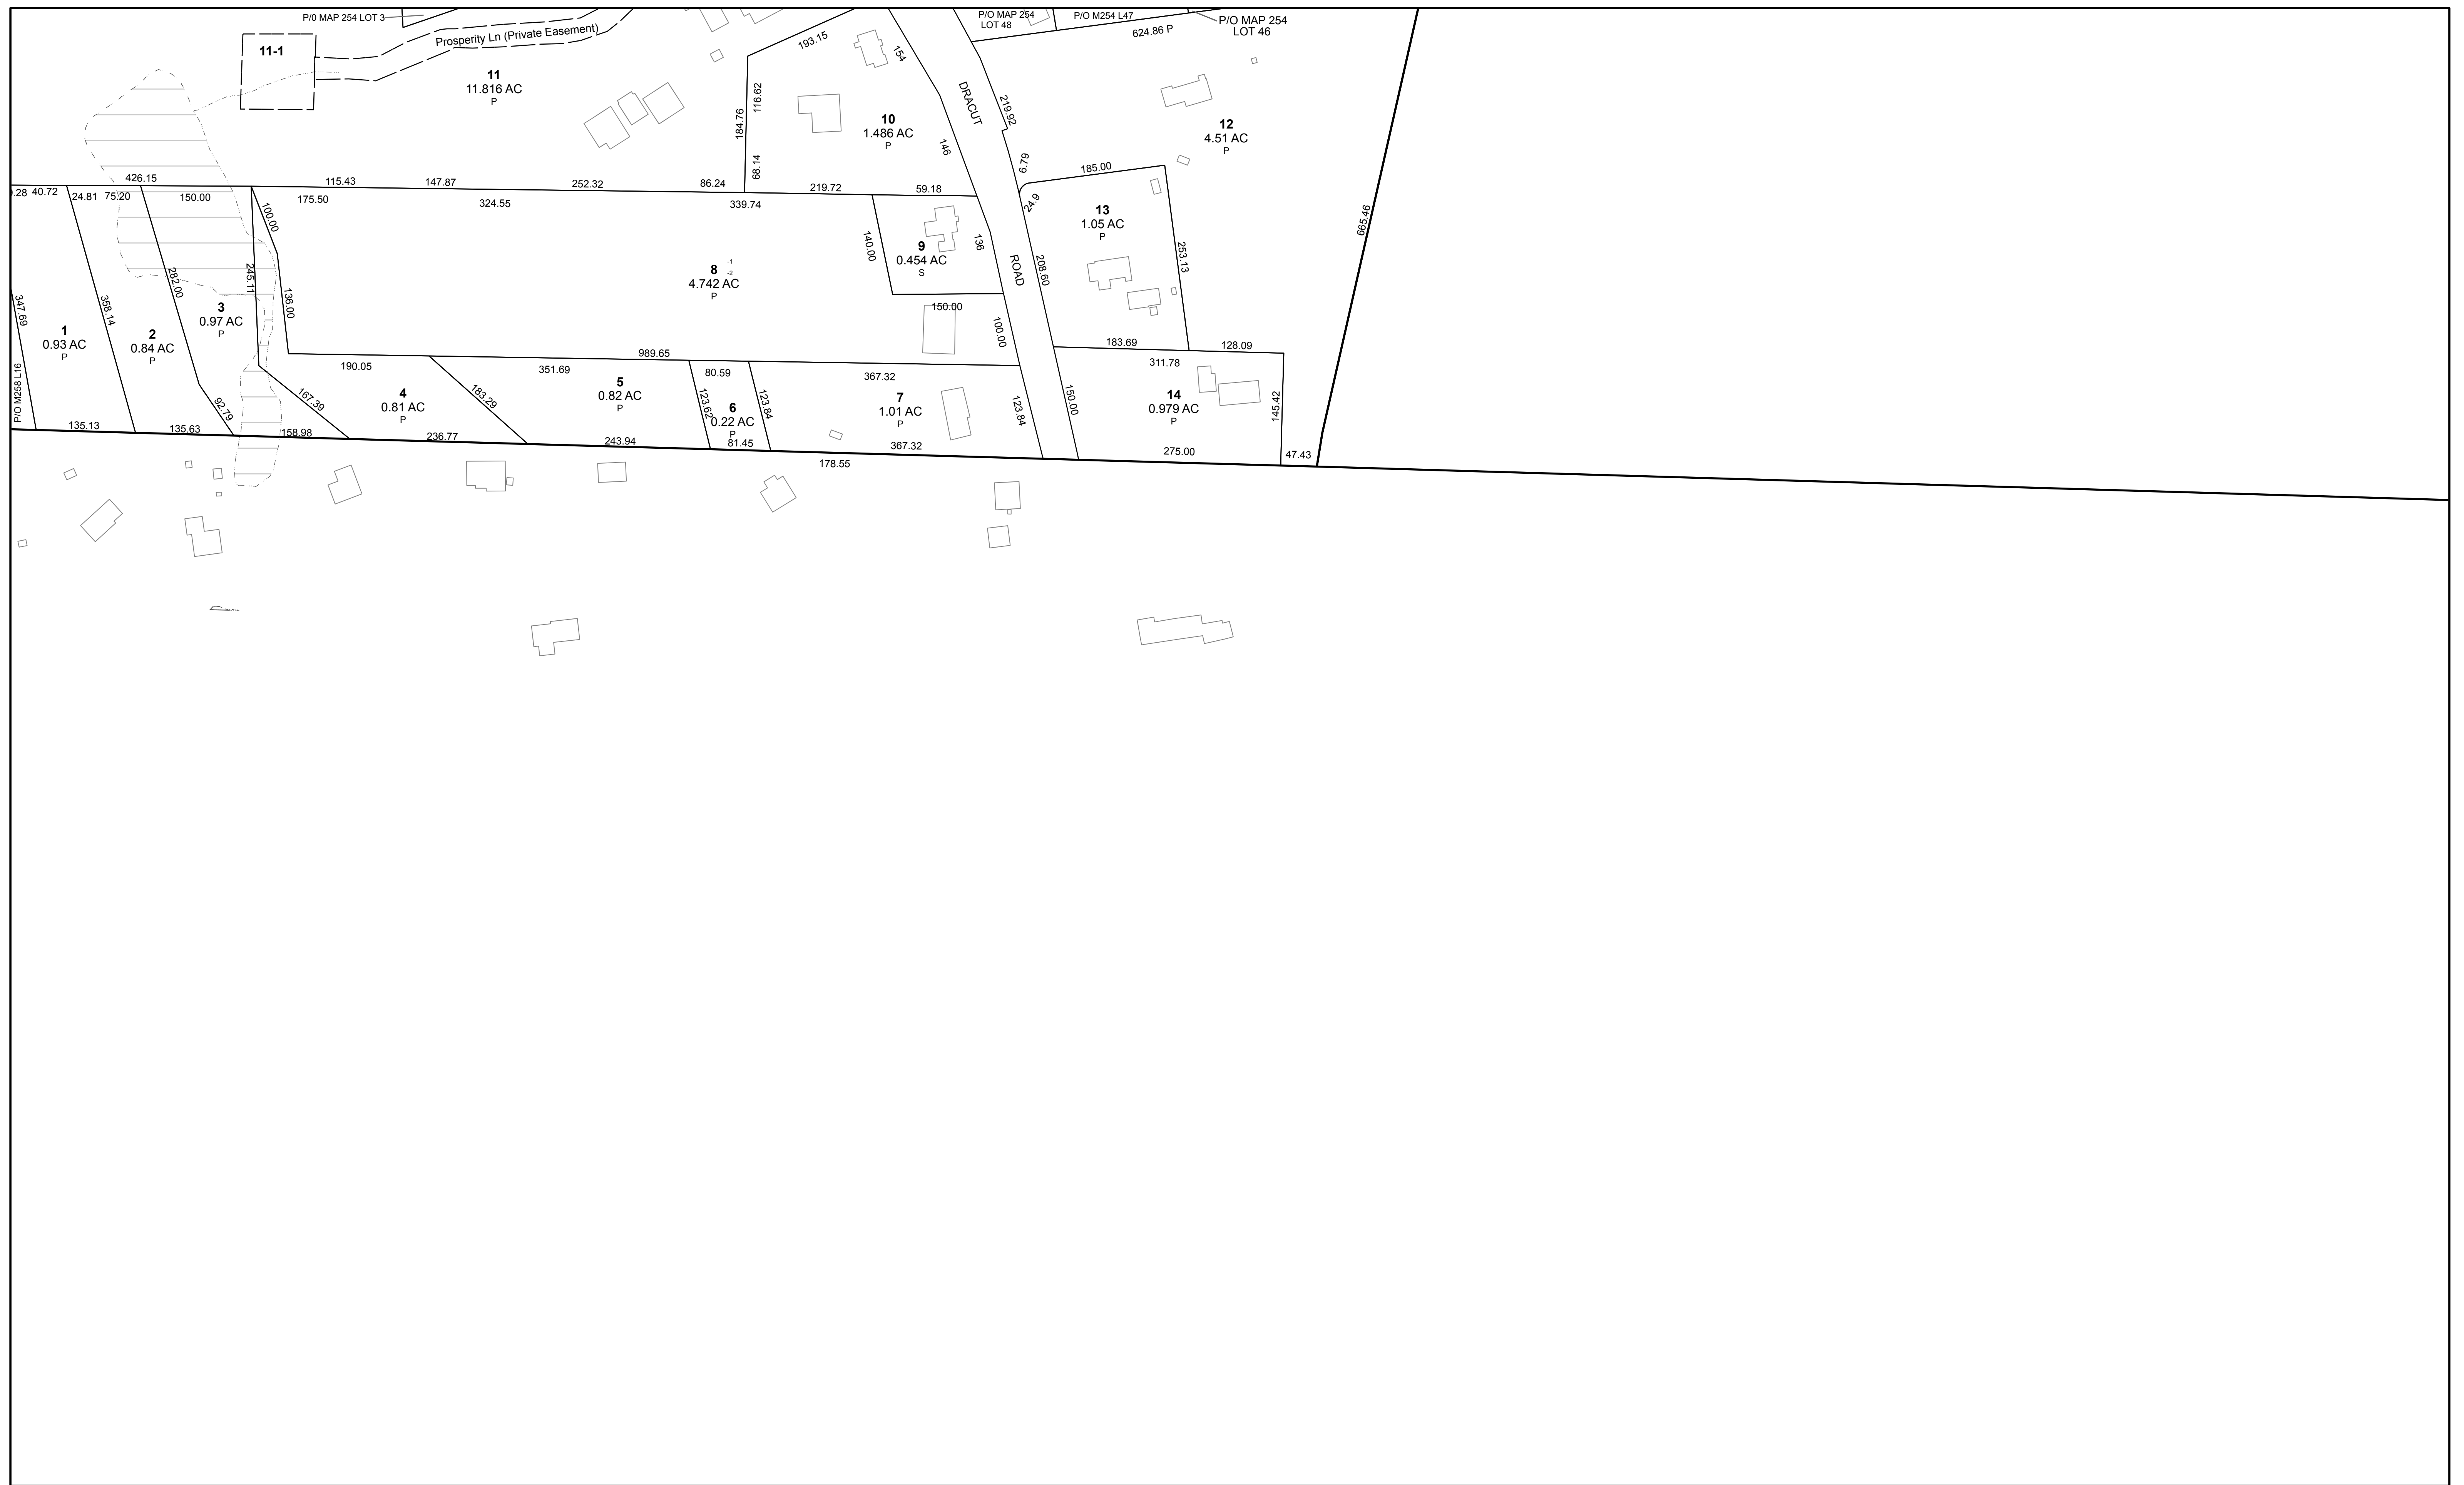 P/0 MAP 254 LOT 3
Prosperity Ln (Private Easement)
P/O MAP 254
LOT 48
P/O M254 L47
P/O MAP 254
LOT 46
624.86 P
11-1
11
11.816 AC
P
193.15
154
184.76
116.62
68.14
10
1.486 AC
P
146
DRACUT
ROAD
219.92
6.79
12
4.51 AC
P
665.46
185.00
24.9
13
1.05 AC
P
253.13
208.60
40.72
426.15
24.81
75.20
150.00
115.43
147.87
252.32
86.24
219.72
59.18
100.00
175.50
324.55
339.74
140.00
9
0.454 AC
S
136
150.00
8
-1
-2
4.742 AC
P
245.11
136.00
282.00
347.69
358.14
P/O M258 L16
1
0.93 AC
P
2
0.84 AC
P
3
0.97 AC
P
92.79
167.39
190.05
989.65
4
0.81 AC
P
183.29
351.69
5
0.82 AC
P
80.59
123.62
6
0.22 AC
P
123.84
367.32
7
1.01 AC
P
100.00
123.84
150.00
183.69
128.09
311.78
14
0.979 AC
P
145.42
135.13
135.63
158.98
236.77
243.94
81.45
367.32
178.55
275.00
47.43